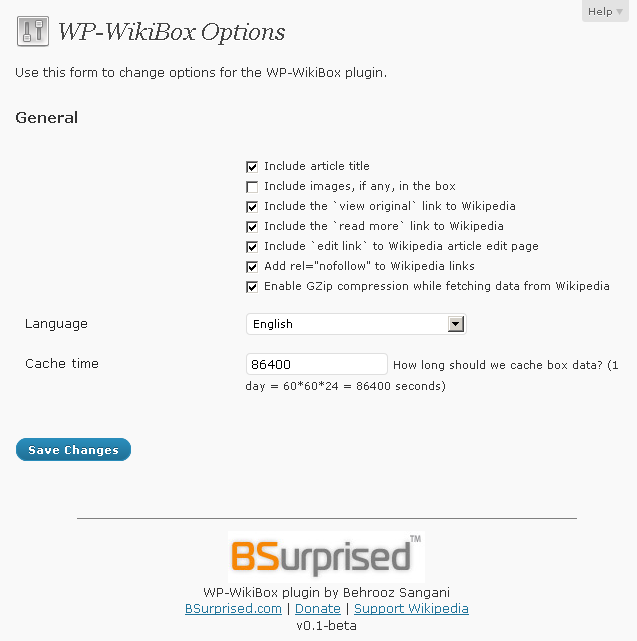 Help
WP-WikiBox Options
Use this form to change options for the WP-WikiBox plugin.
General
Include article title
Include images, if any, in the box
Include the `view original` link to Wikipedia
Include the `read more` link to Wikipedia
Include `edit link` to Wikipedia article edit page
Add rel="nofollow" to Wikipedia links
Enable GZip compression while fetching data from Wikipedia
Language English
Cache time 86400 How long should we cache box data? (1
day = 60*60*24 = 86400 seconds)
Save Changes
BSurprised™
WP-WikiBox plugin by Behrooz Sangani
BSurprised.com | Donate | Support Wikipedia
v0.1-beta